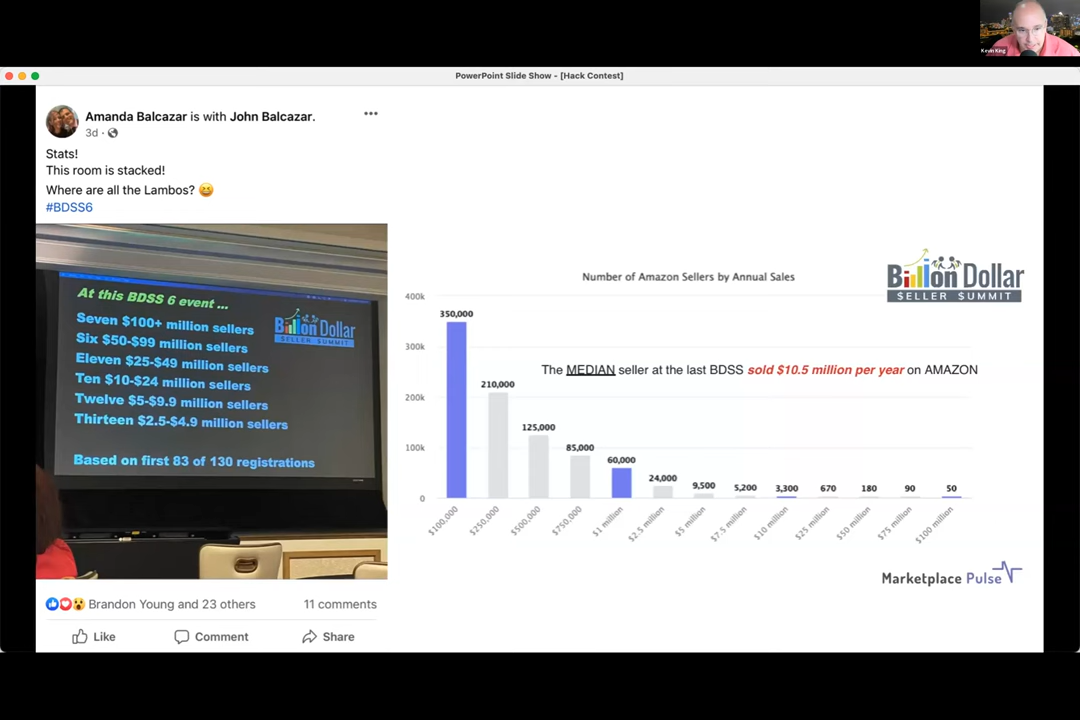 Kevin King
PowerPoint Slide Show - [Hack Contest]
Amanda Balcazar is with John Balcazar.
3d ·
Stats!
This room is stacked!
Where are all the Lambos? 😆
#BDSS6
At this BDSS 6 event ...
Seven $100+ million sellers
Six $50-$99 million sellers
Eleven $25-$49 million sellers
Ten $10-$24 million sellers
Twelve $5-$9.9 million sellers
Thirteen $2.5-$4.9 million sellers
Based on first 83 of 130 registrations
Billion Dollar
SELLER SUMMIT
Brandon Young and 23 others
11 comments
Like
Comment
Share
Billion Dollar
SELLER SUMMIT
Number of Amazon Sellers by Annual Sales
The MEDIAN seller at the last BDSS sold $10.5 million per year on AMAZON
400k
300k
200k
100k
0
350,000
210,000
125,000
85,000
60,000
24,000
9,500
5,200
3,300
670
180
90
50
$100,000
$250,000
$500,000
$750,000
$1 million
$2.5 million
$5 million
$7.5 million
$10 million
$25 million
$50 million
$75 million
$100 million
Marketplace Pulse